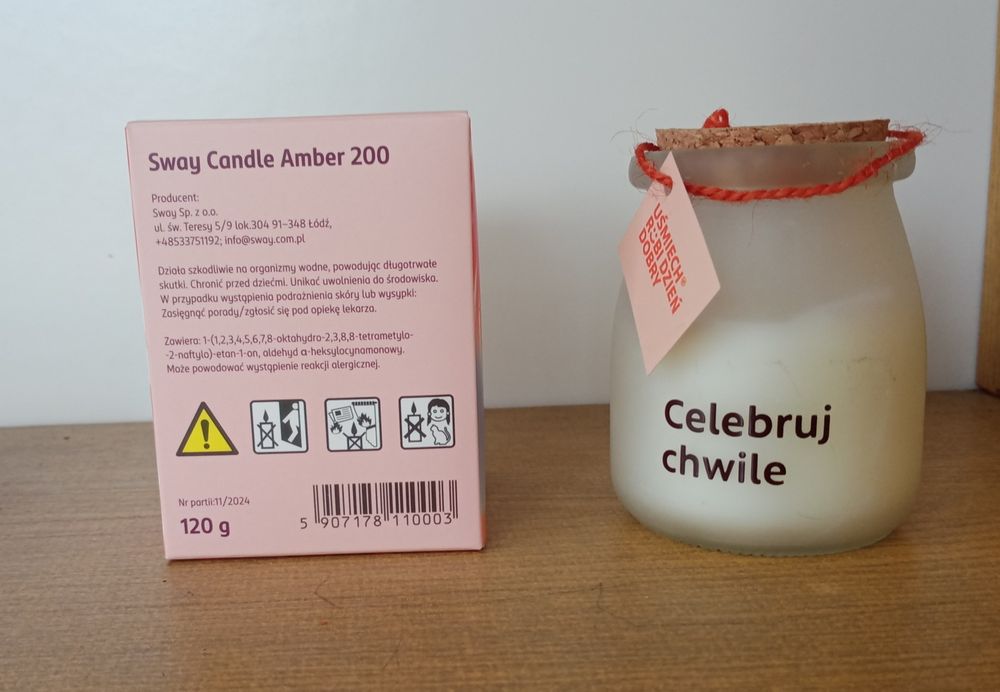 Sway Candle Amber 200
Producent:
Sway Sp. z o.o.
ul. św. Teresy 5/9 lok.304 91–348 Łódź,
+48533751192; info@sway.com.pl
Działa szkodliwie na organizmy wodne, powodując długotrwałe
skutki. Chronić przed dziećmi. Unikać uwolnienia do środowiska.
W przypadku wystąpienia podrażnienia skóry lub wysypki:
Zasięgnąć porady/zgłosić się pod opiekę lekarza.
Zawiera: 1-(1,2,3,4,5,6,7,8-oktahydro-2,3,8,8-tetrametylo-
-2-naftylo)-etan-1-on, aldehyd α-heksylocynamonowy.
Może powodować wystąpienie reakcji alergicznej.
Nr partii:11/2024
120 g
5 907178 110003
UŚMIECH®
ROBI DZIEŃ
DOBRY
Celebruj
chwile